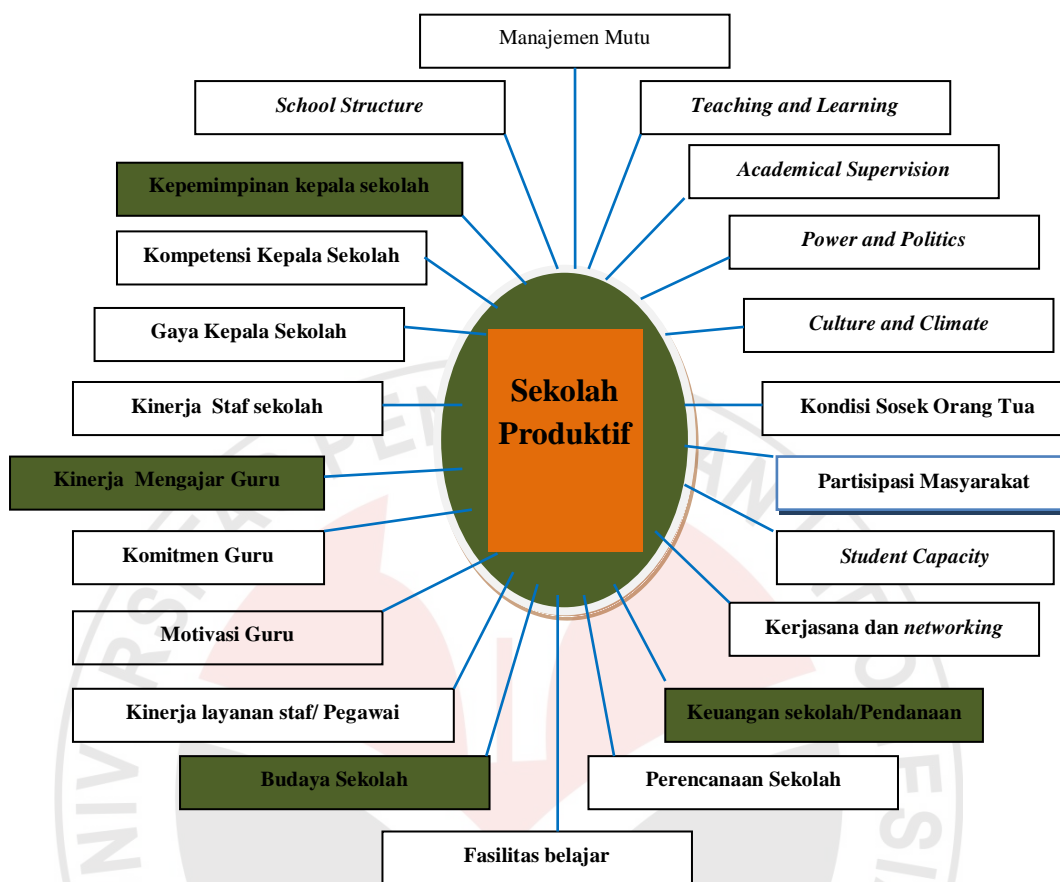 Manajemen Mutu
School Structure
Teaching and Learning
Kepemimpinan kepala sekolah
Academical Supervision
Kompetensi Kepala Sekolah
Power and Politics
Gaya Kepala Sekolah
Culture and Climate
Sekolah
Produktif
Kinerja Staf sekolah
Kondisi Sosek Orang Tua
Kinerja Mengajar Guru
Partisipasi Masyarakat
Komitmen Guru
Student Capacity
Motivasi Guru
Kerjasana dan networking
Kinerja layanan staf/ Pegawai
Keuangan sekolah/Pendanaan
Budaya Sekolah
Perencanaan Sekolah
Fasilitas belajar